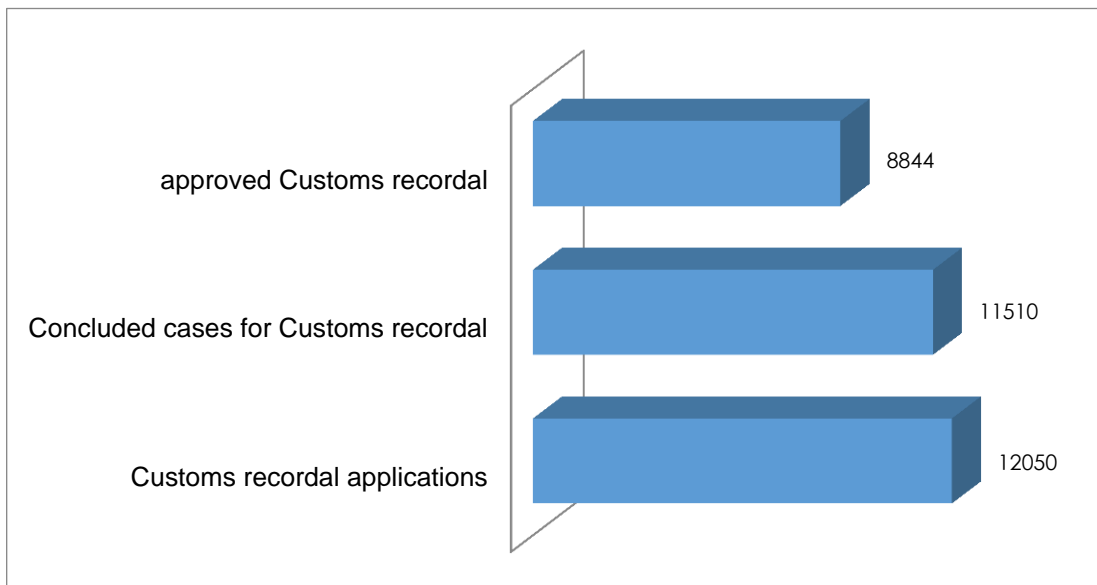 approved Customs recordal 8844
Concluded cases for Customs recordal 11510
Customs recordal applications 12050